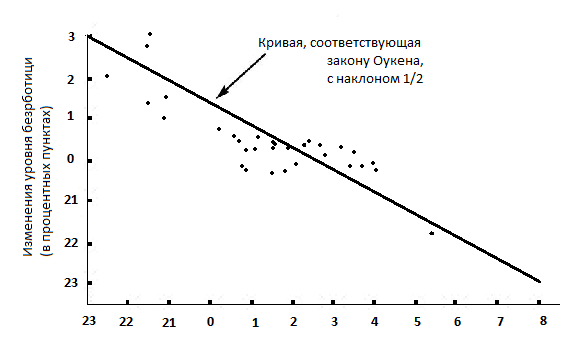 Кривая, соответствующая
закону Оукена,
с наклоном 1/2
Изменения уровня безрботици
(в процентных пунктах)
3
2
1
0
21
22
23
23 22 21 0 1 2 3 4 5 6 7 8